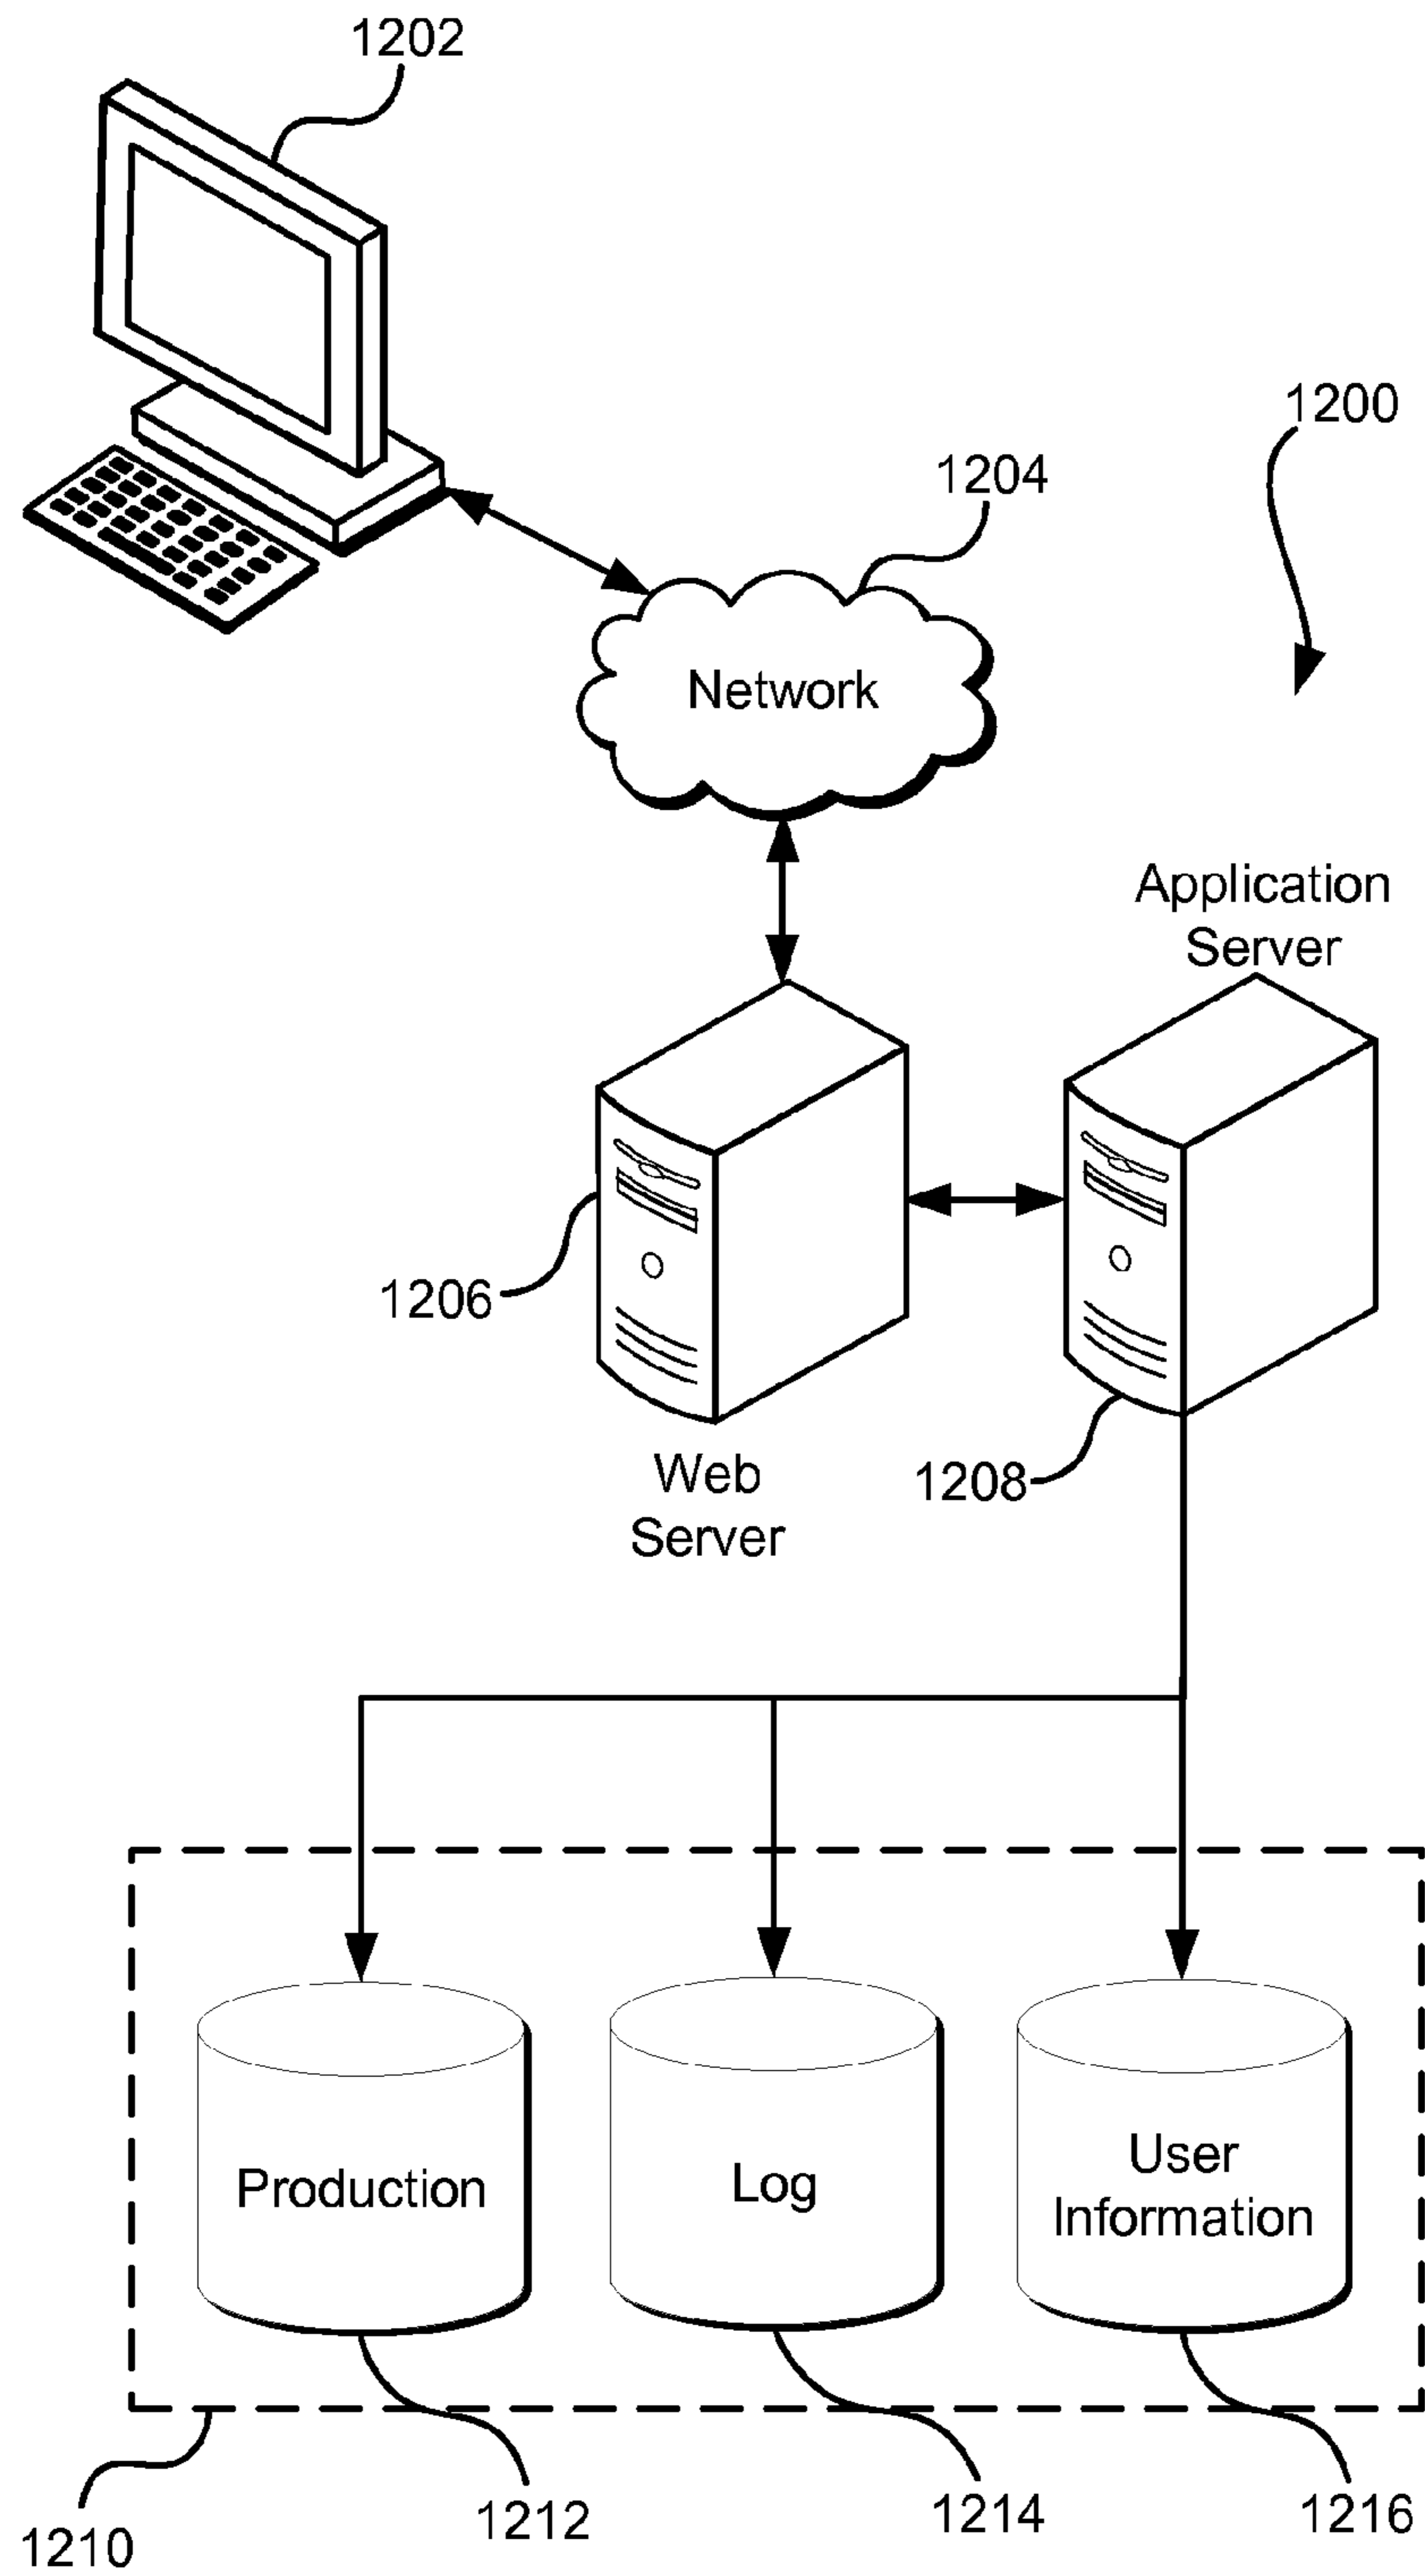 1202
1200
1204
Network
Application
Server
1206
Web
Server
1208
Production
Log
User
Information
1210
1212
1214
1216